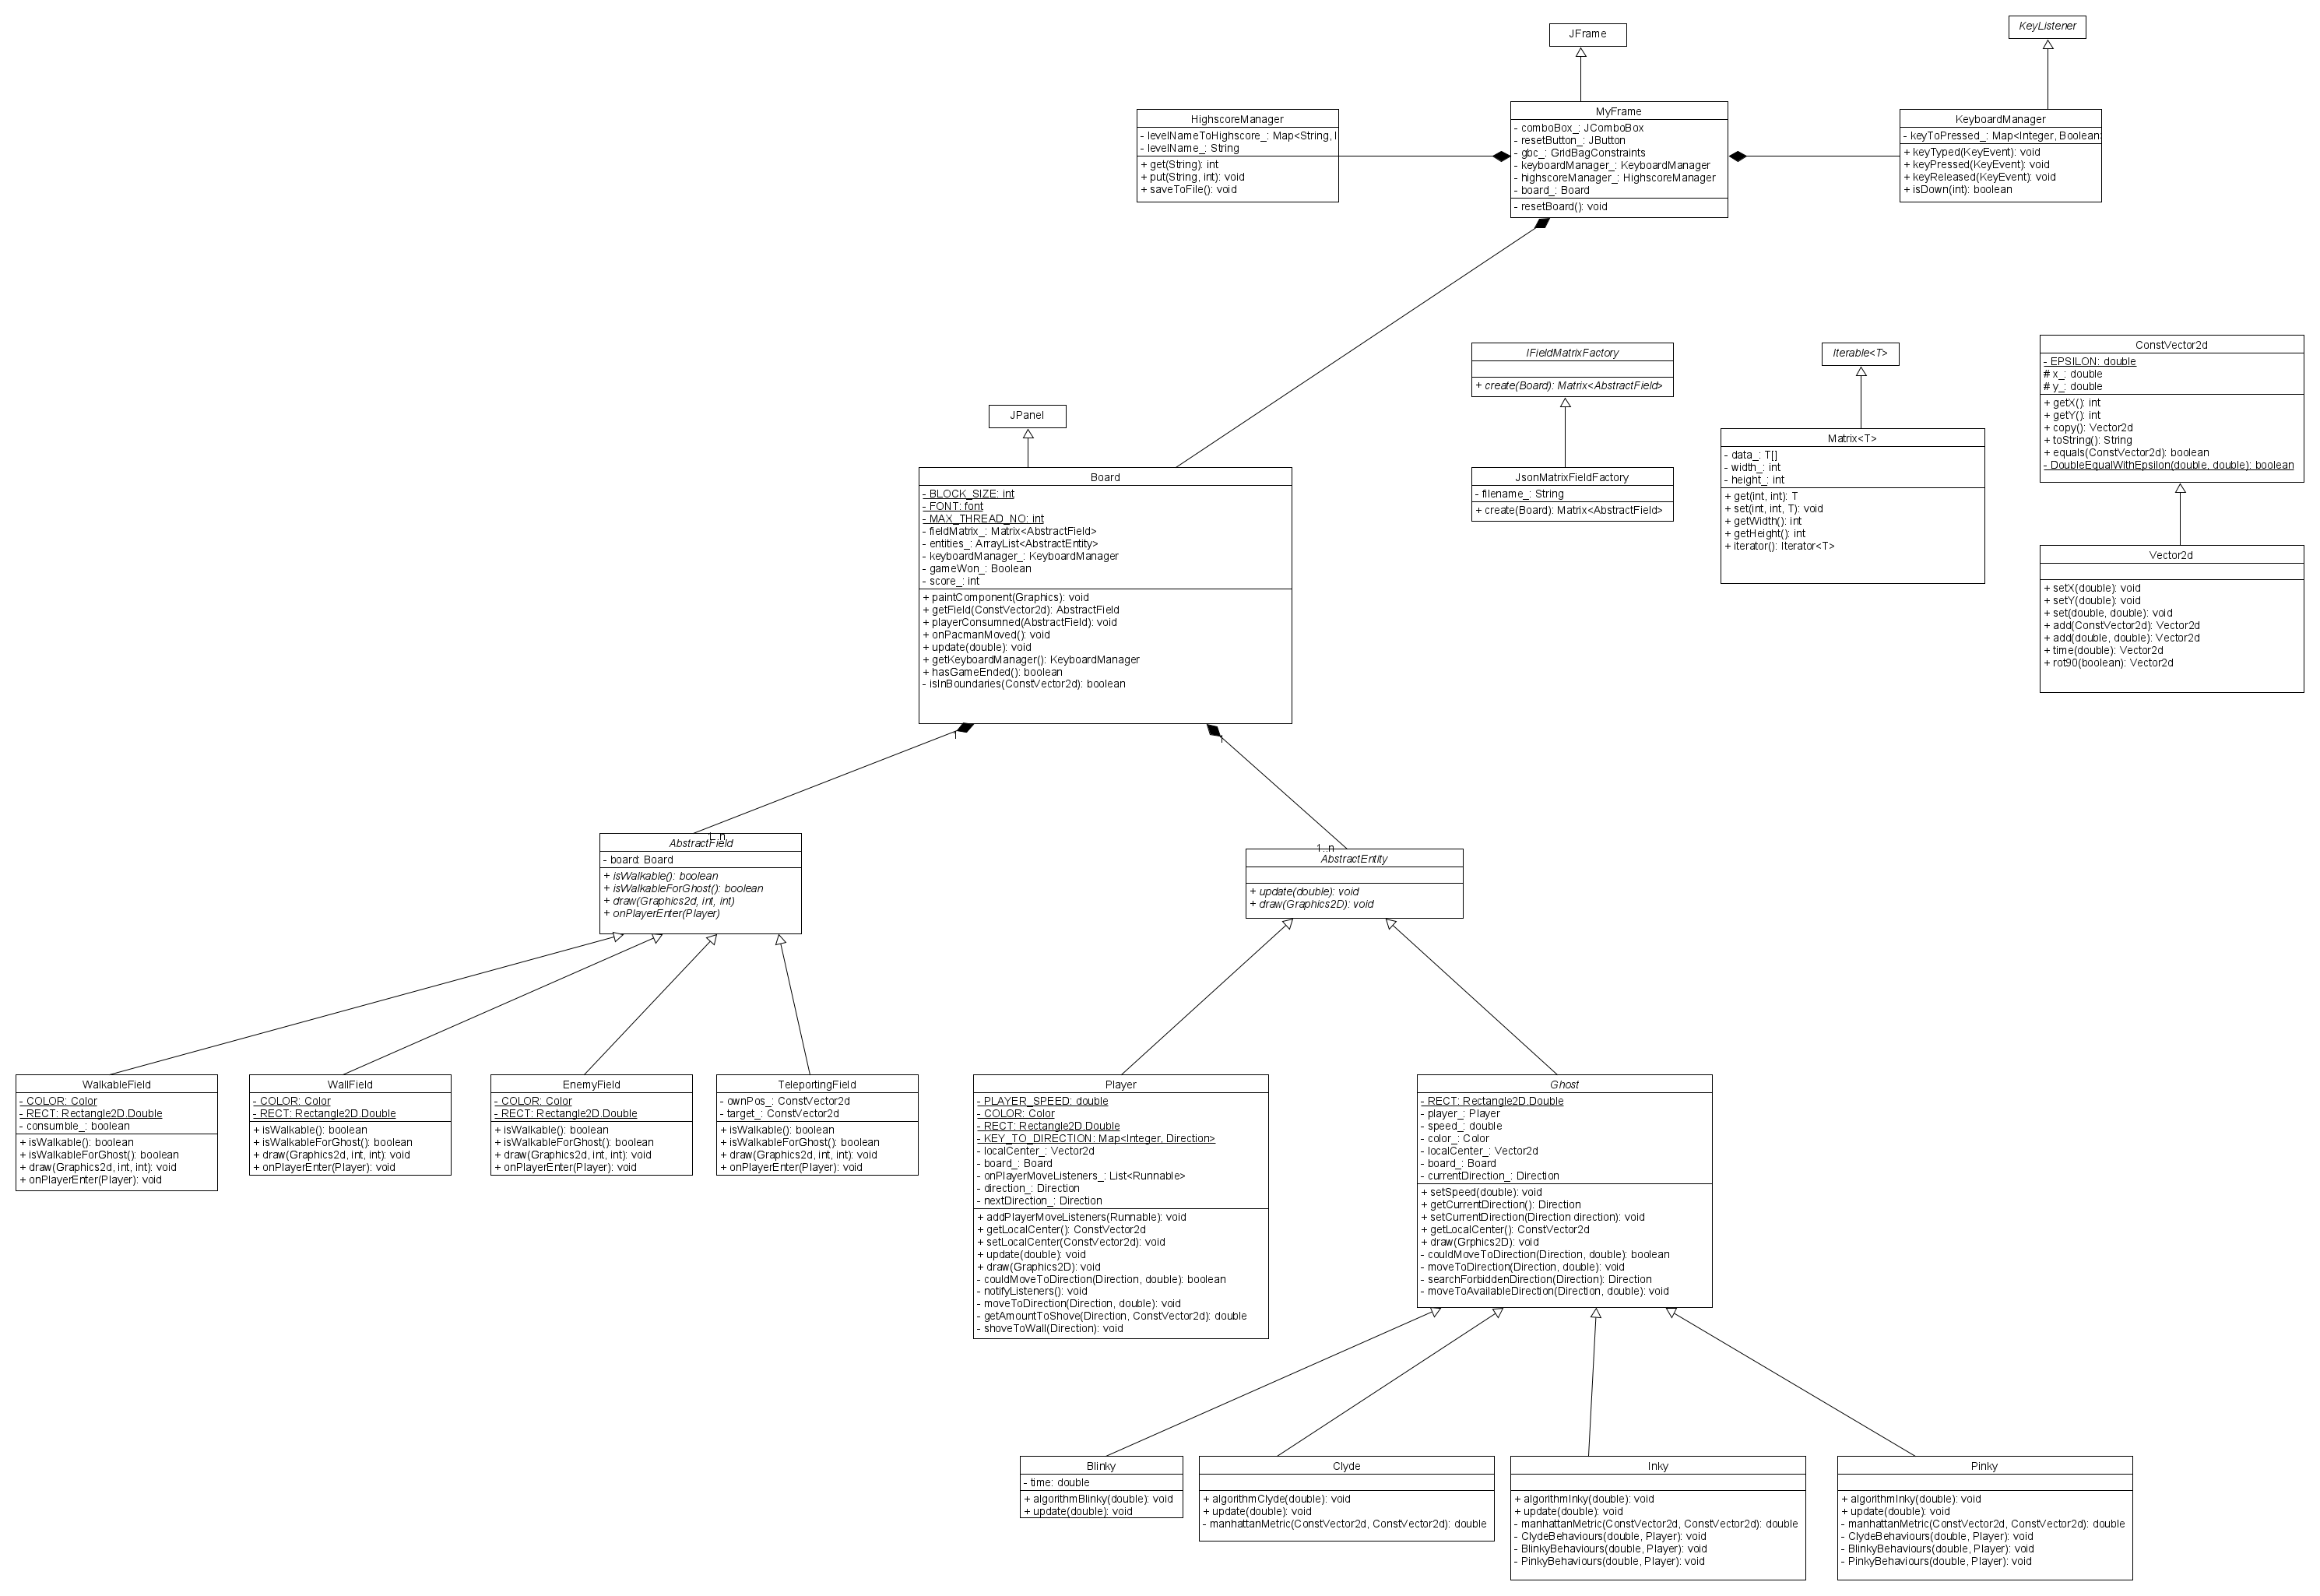 KeyListener
JFrame
MyFrame
- comboBox_: JComboBox
- resetButton_: JButton
- gbc_: GridBagConstraints
- keyboardManager_: KeyboardManager
- highscoreManager_: HighscoreManager
- board_: Board
- resetBoard(): void
HighscoreManager
- levelNameToHighscore_: Map<String, I
- levelName_: String
+ get(String): int
+ put(String, int): void
+ saveToFile(): void
KeyboardManager
- keyToPressed_: Map<Integer, Boolean>
+ keyTyped(KeyEvent): void
+ keyPressed(KeyEvent): void
+ keyReleased(KeyEvent): void
+ isDown(int): boolean
IFieldMatrixFactory
+ create(Board): Matrix<AbstractField>
JsonMatrixFieldFactory
- filename_: String
+ create(Board): Matrix<AbstractField>
Iterable<T>
Matrix<T>
- data_: T[]
- width_: int
- height_: int
+ get(int, int): T
+ set(int, int, T): void
+ getWidth(): int
+ getHeight(): int
+ iterator(): Iterator<T>
ConstVector2d
- EPSILON: double
# x_: double
# y_: double
+ getX(): int
+ getY(): int
+ copy(): Vector2d
+ toString(): String
+ equals(ConstVector2d): boolean
- DoubleEqualWithEpsilon(double, double): boolean
Vector2d
+ setX(double): void
+ setY(double): void
+ set(double, double): void
+ add(ConstVector2d): Vector2d
+ add(double, double): Vector2d
+ time(double): Vector2d
+ rot90(boolean): Vector2d
JPanel
Board
- BLOCK_SIZE: int
- FONT: font
- MAX_THREAD_NO: int
- fieldMatrix_: Matrix<AbstractField>
- entities_: ArrayList<AbstractEntity>
- keyboardManager_: KeyboardManager
- gameWon_: Boolean
- score_: int
+ paintComponent(Graphics): void
+ getField(ConstVector2d): AbstractField
+ playerConsumned(AbstractField): void
+ onPacmanMoved(): void
+ update(double): void
+ getKeyboardManager(): KeyboardManager
+ hasGameEnded(): boolean
- isInBoundaries(ConstVector2d): boolean
1
1
1..n
AbstractField
- board: Board
+ isWalkable(): boolean
+ isWalkableForGhost(): boolean
+ draw(Graphics2d, int, int)
+ onPlayerEnter(Player)
1..n
AbstractEntity
+ update(double): void
+ draw(Graphics2D): void
WalkableField
- COLOR: Color
- RECT: Rectangle2D.Double
- consumble_: boolean
+ isWalkable(): boolean
+ isWalkableForGhost(): boolean
+ draw(Graphics2d, int, int): void
+ onPlayerEnter(Player): void
WallField
- COLOR: Color
- RECT: Rectangle2D.Double
+ isWalkable(): boolean
+ isWalkableForGhost(): boolean
+ draw(Graphics2d, int, int): void
+ onPlayerEnter(Player): void
EnemyField
- COLOR: Color
- RECT: Rectangle2D.Double
+ isWalkable(): boolean
+ isWalkableForGhost(): boolean
+ draw(Graphics2d, int, int): void
+ onPlayerEnter(Player): void
TeleportingField
- ownPos_: ConstVector2d
- target_: ConstVector2d
+ isWalkable(): boolean
+ isWalkableForGhost(): boolean
+ draw(Graphics2d, int, int): void
+ onPlayerEnter(Player): void
Player
- PLAYER_SPEED: double
- COLOR: Color
- RECT: Rectangle2D.Double
- KEY_TO_DIRECTION: Map<Integer, Direction>
- localCenter_: Vector2d
- board_: Board
- onPlayerMoveListeners_: List<Runnable>
- direction_: Direction
- nextDirection_: Direction
+ addPlayerMoveListeners(Runnable): void
+ getLocalCenter(): ConstVector2d
+ setLocalCenter(ConstVector2d): void
+ update(double): void
+ draw(Graphics2D): void
- couldMoveToDirection(Direction, double): boolean
- notifyListeners(): void
- moveToDirection(Direction, double): void
- getAmountToShove(Direction, ConstVector2d): double
- shoveToWall(Direction): void
Ghost
- RECT: Rectangle2D.Double
- player_: Player
- speed_: double
- color_: Color
- localCenter_: Vector2d
- board_: Board
- currentDirection_: Direction
+ setSpeed(double): void
+ getCurrentDirection(): Direction
+ setCurrentDirection(Direction direction): void
+ getLocalCenter(): ConstVector2d
+ draw(Grphics2D): void
- couldMoveToDirection(Direction, double): boolean
- moveToDirection(Direction, double): void
- searchForbiddenDirection(Direction): Direction
- moveToAvailableDirection(Direction, double): void
Blinky
- time: double
+ algorithmBlinky(double): void
+ update(double): void
Clyde
+ algorithmClyde(double): void
+ update(double): void
- manhattanMetric(ConstVector2d, ConstVector2d): double
Inky
+ algorithmInky(double): void
+ update(double): void
- manhattanMetric(ConstVector2d, ConstVector2d): double
- ClydeBehaviours(double, Player): void
- BlinkyBehaviours(double, Player): void
- PinkyBehaviours(double, Player): void
Pinky
+ algorithmInky(double): void
+ update(double): void
- manhattanMetric(ConstVector2d, ConstVector2d): double
- ClydeBehaviours(double, Player): void
- BlinkyBehaviours(double, Player): void
- PinkyBehaviours(double, Player): void